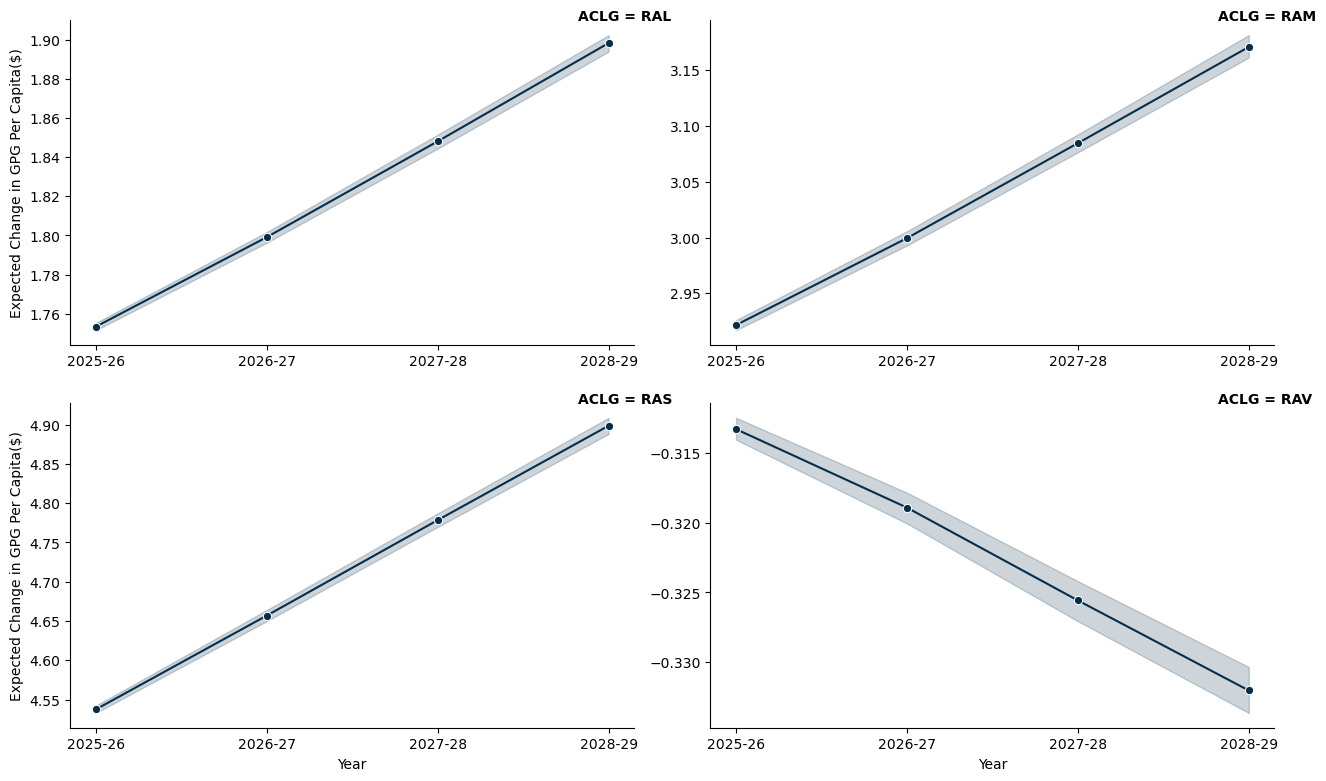 ACLG = RAL
Expected Change in GPG Per Capita($)
1.90
1.88
1.86
1.84
1.82
1.80
1.78
1.76
2025-26 2026-27 2027-28 2028-29
ACLG = RAM
3.15
3.10
3.05
3.00
2.95
2025-26 2026-27 2027-28 2028-29
ACLG = RAS
Expected Change in GPG Per Capita($)
4.90
4.85
4.80
4.75
4.70
4.65
4.60
4.55
2025-26 2026-27 2027-28 2028-29
Year
ACLG = RAV
−0.315
−0.320
−0.325
−0.330
2025-26 2026-27 2027-28 2028-29
Year